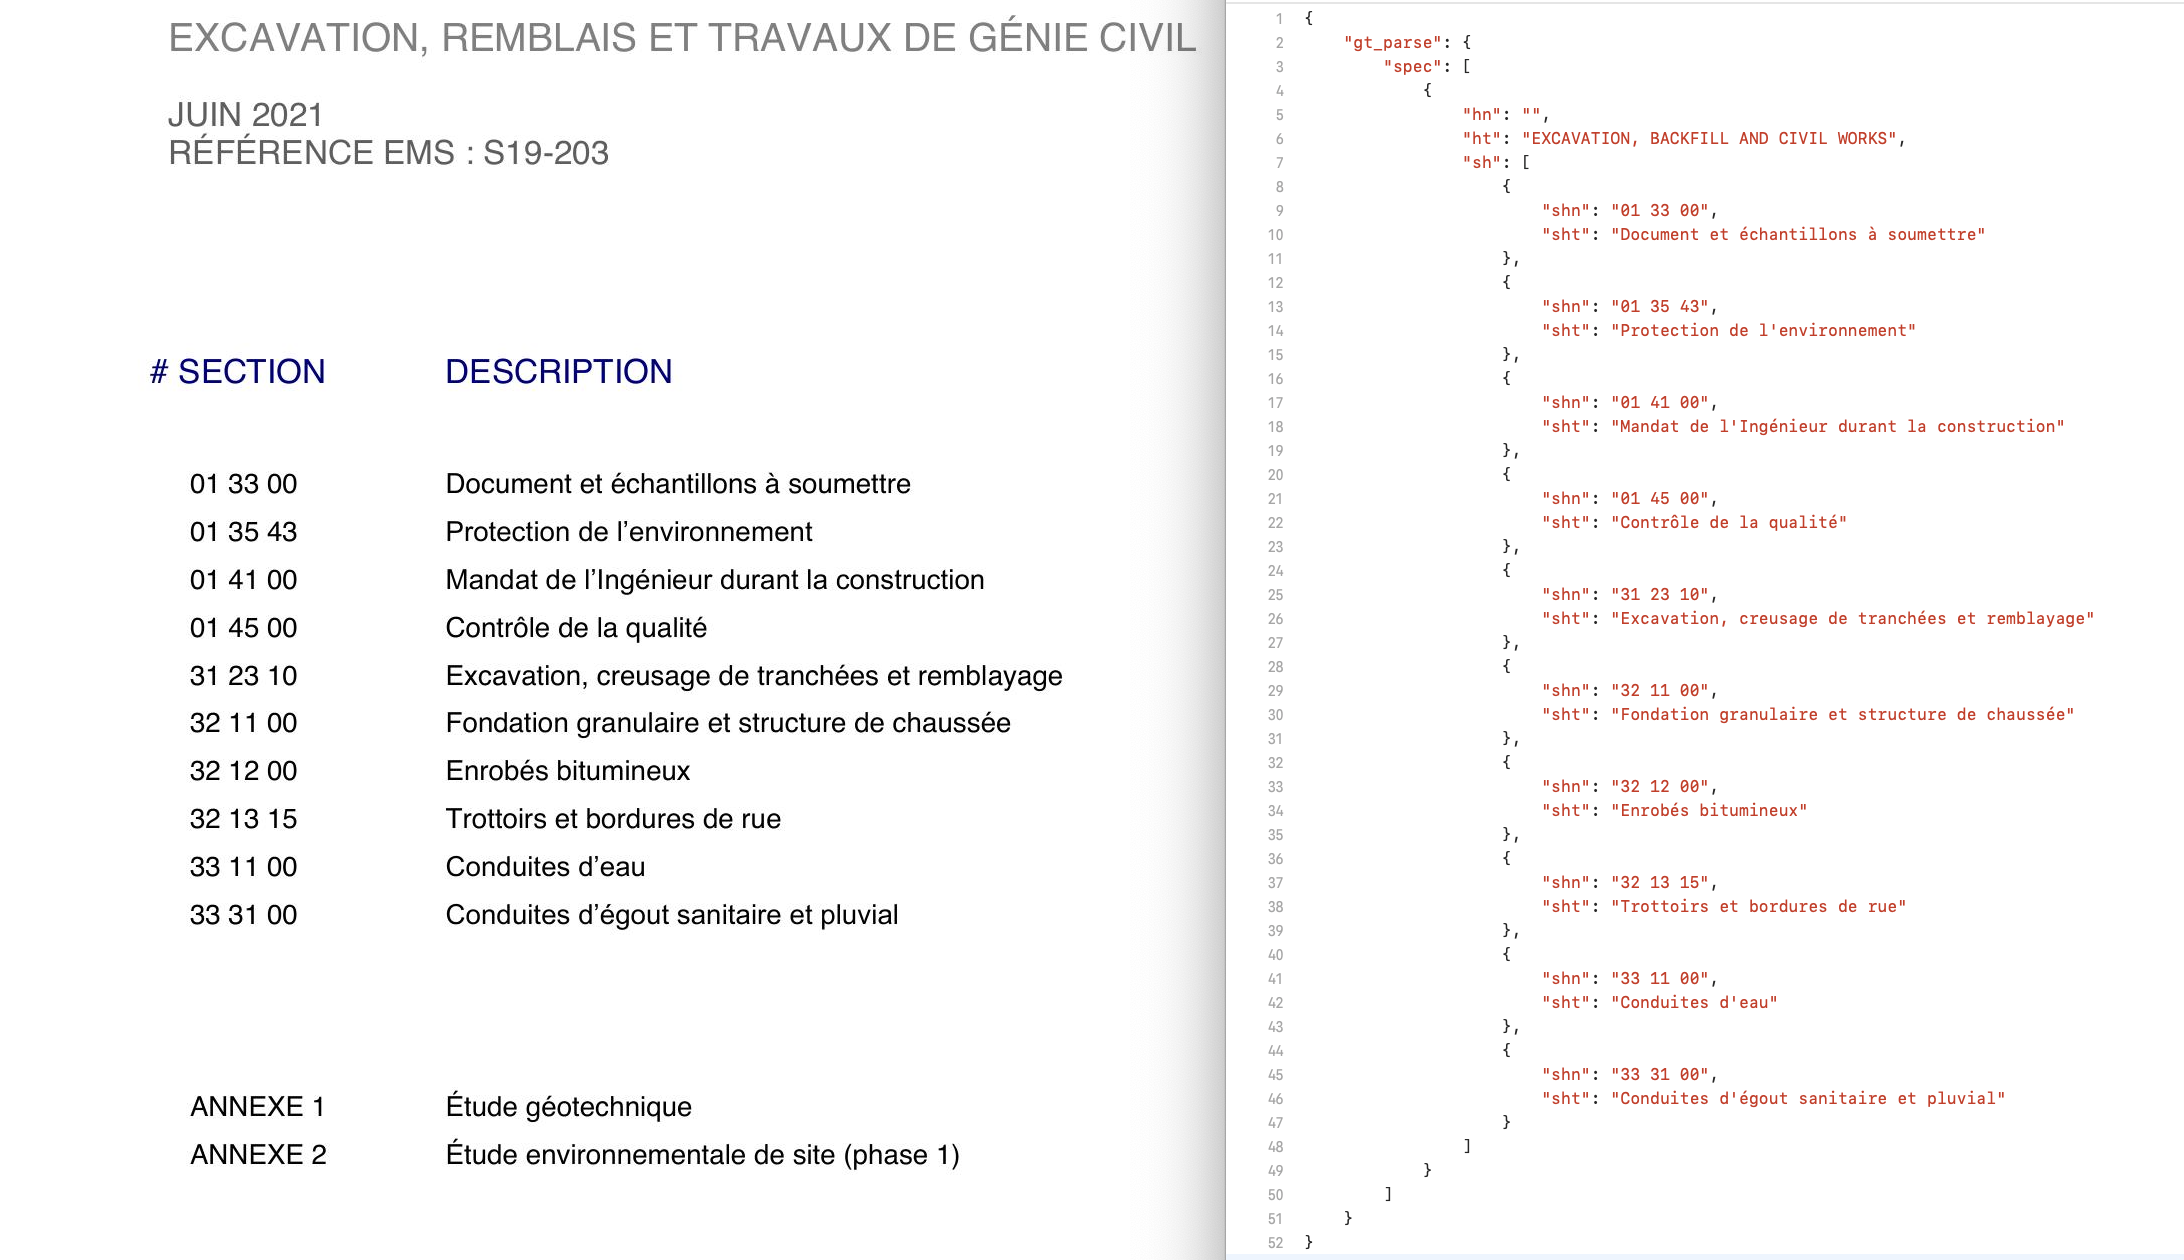 EXCAVATION, REMBLAIS ET TRAVAUX DE GÉNIE CIVIL
JUIN 2021
RÉFÉRENCE EMS : S19-203
# SECTION DESCRIPTION
01 33 00 Document et échantillons à soumettre
01 35 43 Protection de l’environnement
01 41 00 Mandat de l’Ingénieur durant la construction
01 45 00 Contrôle de la qualité
31 23 10 Excavation, creusage de tranchées et remblayage
32 11 00 Fondation granulaire et structure de chaussée
32 12 00 Enrobés bitumineux
32 13 15 Trottoirs et bordures de rue
33 11 00 Conduites d’eau
33 31 00 Conduites d’égout sanitaire et pluvial
ANNEXE 1 Étude géotechnique
ANNEXE 2 Étude environnementale de site (phase 1)
1 {
2 "gt_parse": {
3 "spec": [
4 {
5 "hn": "",
6 "ht": "EXCAVATION, BACKFILL AND CIVIL WORKS",
7 "sh": [
8 {
9 "shn": "01 33 00",
10 "sht": "Document et échantillons à soumettre"
11 },
12 {
13 "shn": "01 35 43",
14 "sht": "Protection de l'environnement"
15 },
16 {
17 "shn": "01 41 00",
18 "sht": "Mandat de l'Ingénieur durant la construction"
19 },
20 {
21 "shn": "01 45 00",
22 "sht": "Contrôle de la qualité"
23 },
24 {
25 "shn": "31 23 10",
26 "sht": "Excavation, creusage de tranchées et remblayage"
27 },
28 {
29 "shn": "32 11 00",
30 "sht": "Fondation granulaire et structure de chaussée"
31 },
32 {
33 "shn": "32 12 00",
34 "sht": "Enrobés bitumineux"
35 },
36 {
37 "shn": "32 13 15",
38 "sht": "Trottoirs et bordures de rue"
39 },
40 {
41 "shn": "33 11 00",
42 "sht": "Conduites d'eau"
43 },
44 {
45 "shn": "33 31 00",
46 "sht": "Conduites d'égout sanitaire et pluvial"
47 }
48 ]
49 }
50 ]
51 }
52 }